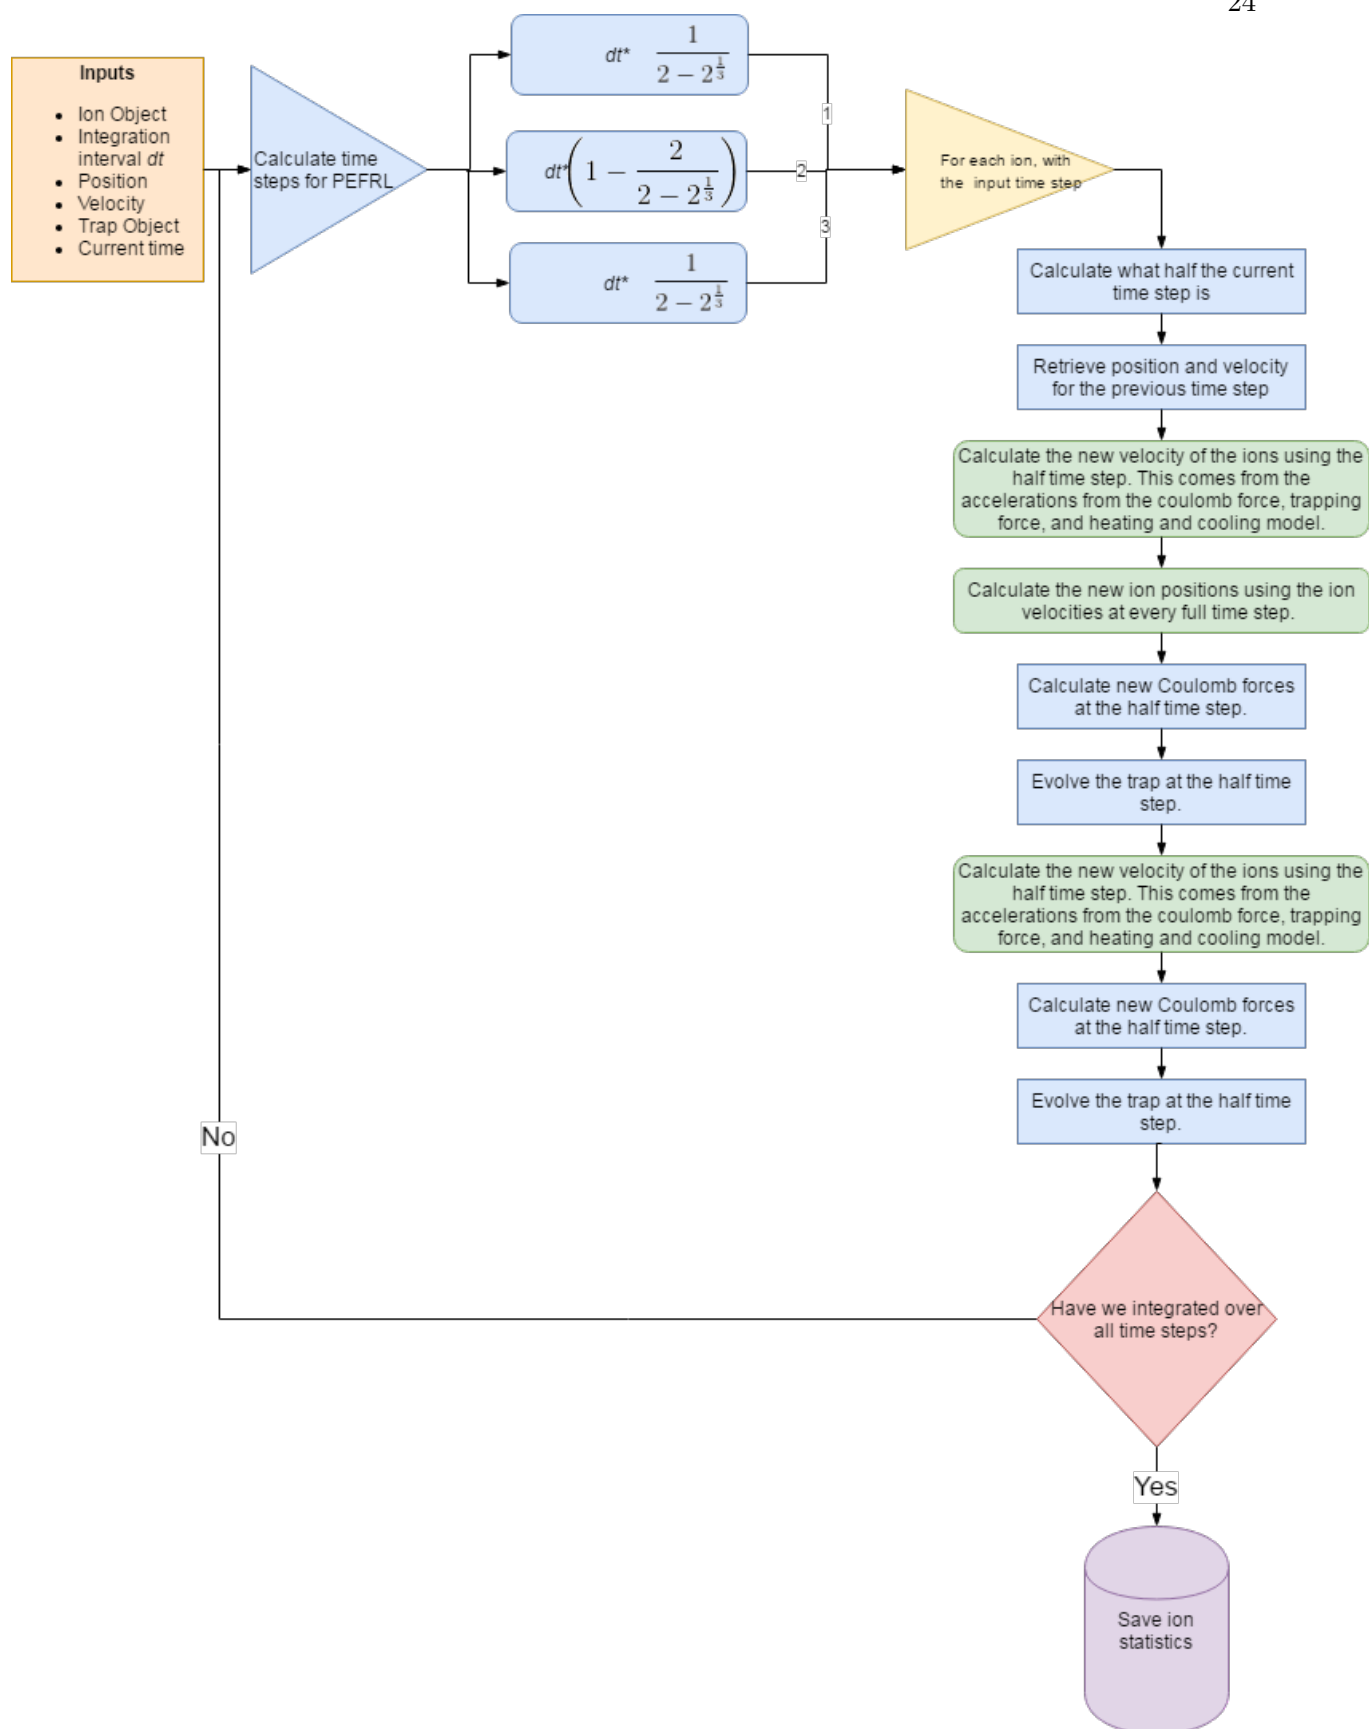 24
Inputs
• Ion Object
• Integration
interval dt
• Position
• Velocity
• Trap Object
• Current time
Calculate time
steps for PEFRL
dt* 1 / (2 − 2^(1/3))
dt*(1 − 2 / (2 − 2^(1/3)))
dt* 1 / (2 − 2^(1/3))
1
2
3
For each ion, with
the input time step
Calculate what half the current
time step is
Retrieve position and velocity
for the previous time step
Calculate the new velocity of the ions using the
half time step. This comes from the
accelerations from the coulomb force, trapping
force, and heating and cooling model.
Calculate the new ion positions using the ion
velocities at every full time step.
Calculate new Coulomb forces
at the half time step.
Evolve the trap at the half time
step.
Calculate the new velocity of the ions using the
half time step. This comes from the
accelerations from the coulomb force, trapping
force, and heating and cooling model.
Calculate new Coulomb forces
at the half time step.
Evolve the trap at the half time
step.
No
Have we integrated over
all time steps?
Yes
Save ion
statistics